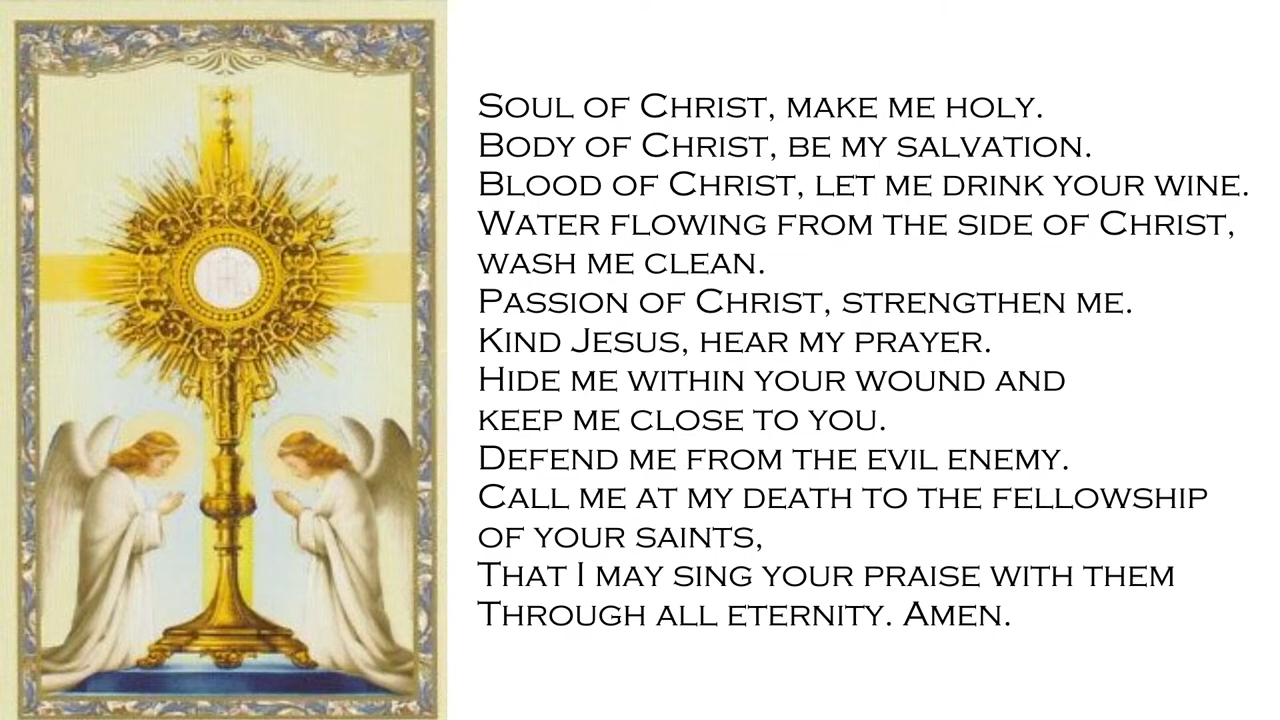 Soul of Christ, make me holy.
Body of Christ, be my salvation.
Blood of Christ, let me drink your wine.
Water flowing from the side of Christ,
wash me clean.
Passion of Christ, strengthen me.
Kind Jesus, hear my prayer.
Hide me within your wound and
keep me close to you.
Defend me from the evil enemy.
Call me at my death to the fellowship
of your saints,
That I may sing your praise with them
Through all eternity. Amen.